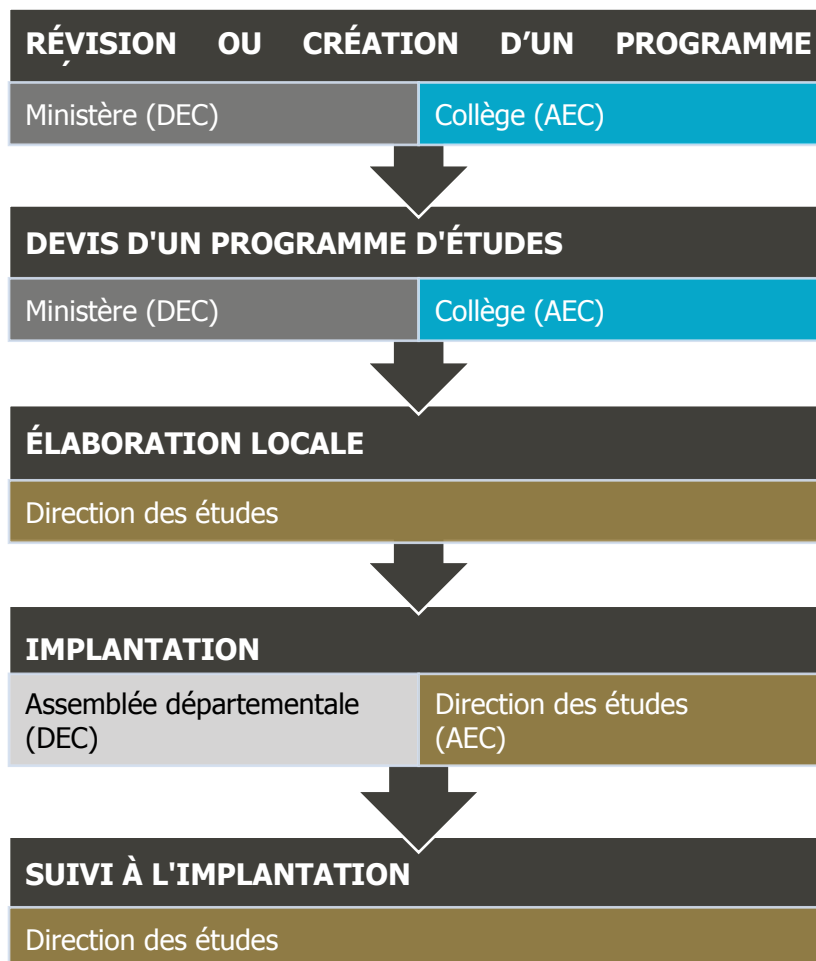 RÉVISION OU CRÉATION D’UN PROGRAMME
Ministère (DEC)
Collège (AEC)
DEVIS D'UN PROGRAMME D'ÉTUDES
Ministère (DEC)
Collège (AEC)
ÉLABORATION LOCALE
Direction des études
IMPLANTATION
Assemblée départementale
(DEC)
Direction des études
(AEC)
SUIVI À L'IMPLANTATION
Direction des études